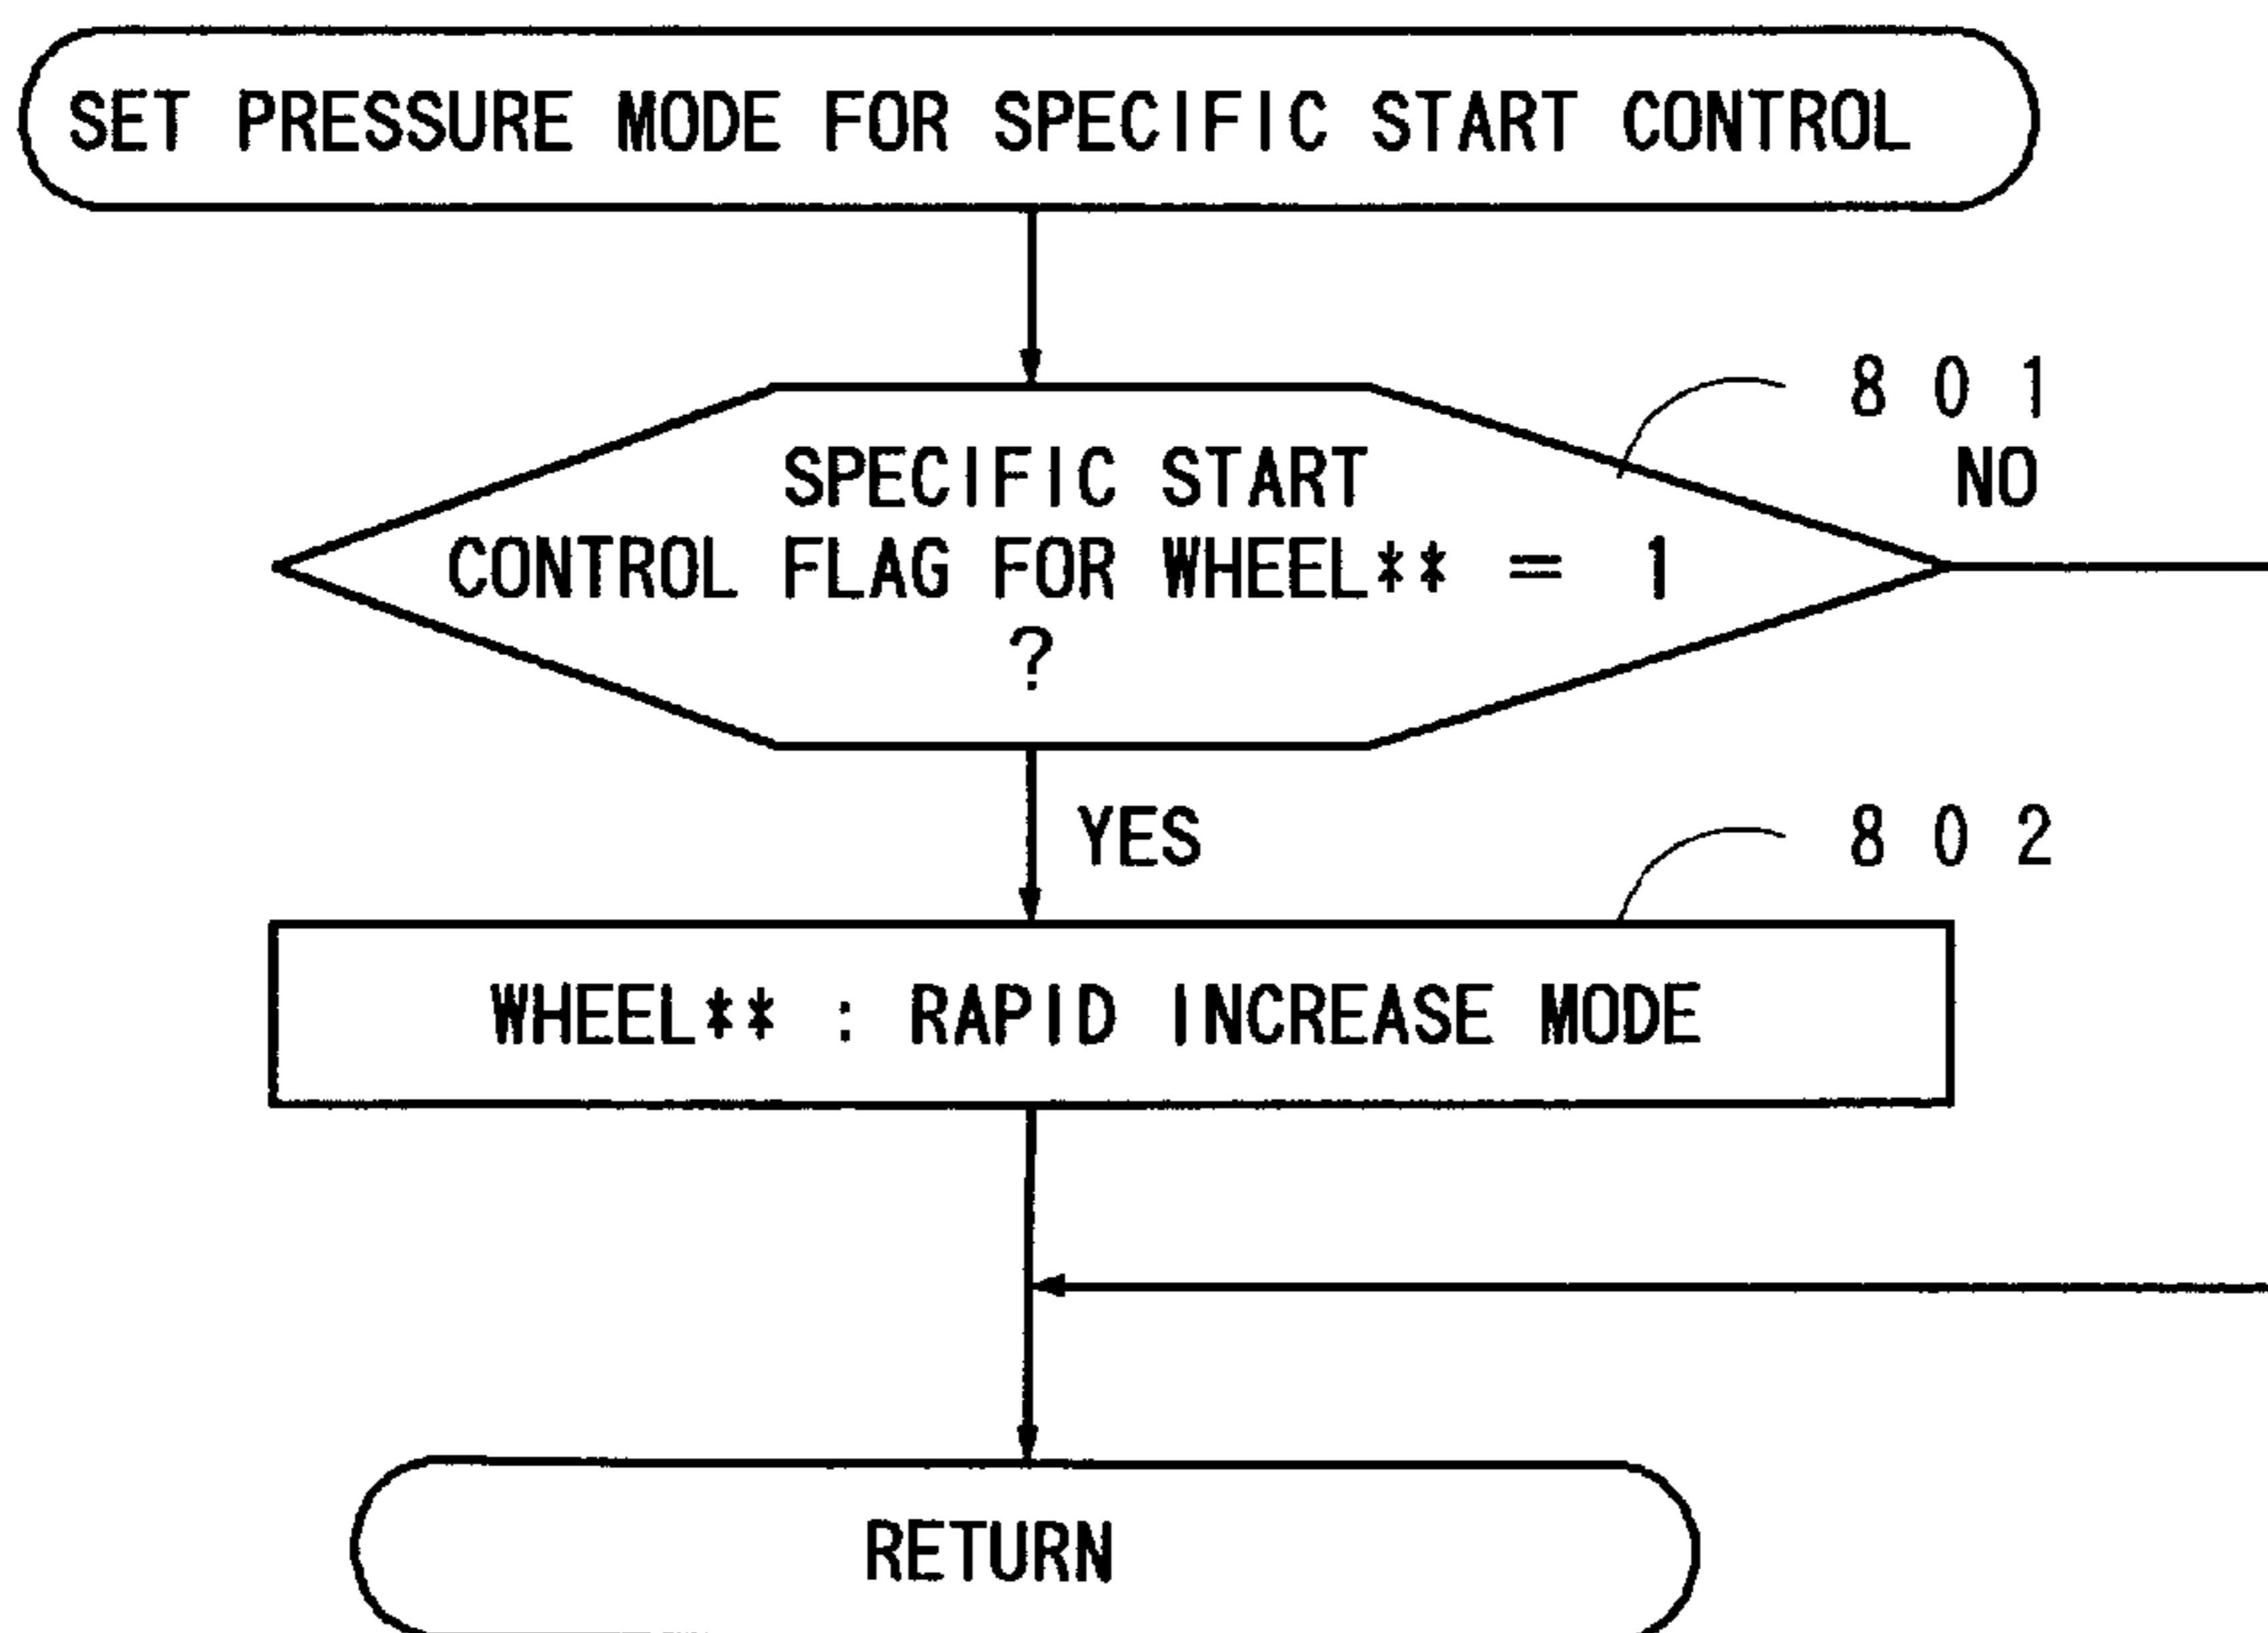 SET PRESSURE MODE FOR SPECIFIC START CONTROL
801
SPECIFIC START
NO
CONTROL FLAG FOR WHEEL** = 1
?
YES
802
WHEEL** : RAPID INCREASE MODE
RETURN